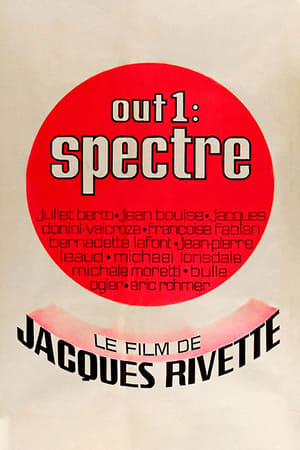 out 1:
spectre
juliet berto • jean bouise • jacques
doniol-valcroze • françoise fabian •
bernadette lafont • jean-pierre
leaud • michael lonsdale
michèle moretti • bulle
ogier • eric rohmer
LE FILM DE
JACQUES RIVETTE